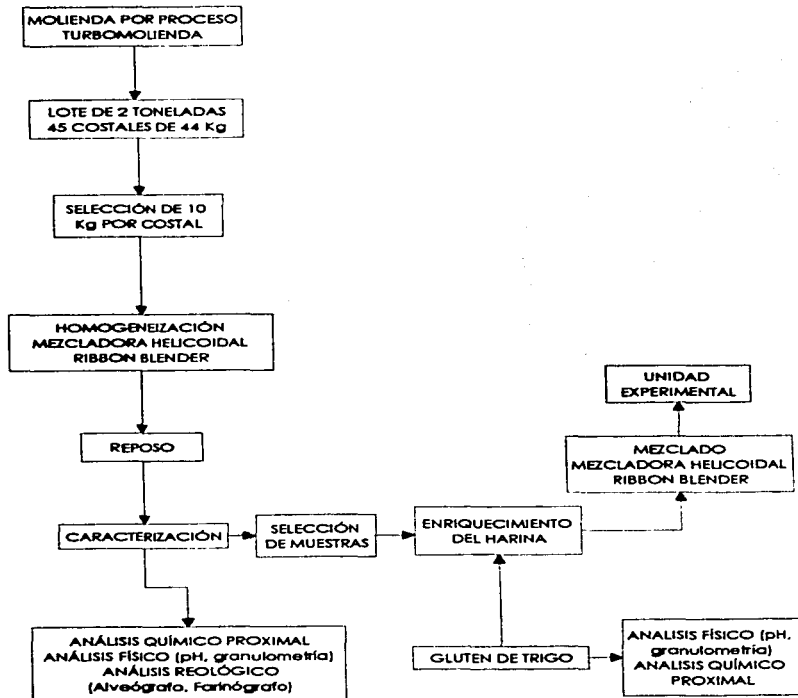 MOLIENDA POR PROCESO
TURBOMOLIENDA
LOTE DE 2 TONELADAS
45 COSTALES DE 44 Kg
SELECCIÓN DE 10
Kg POR COSTAL
HOMOGENEIZACIÓN
MEZCLADORA HELICOIDAL
RIBBON BLENDER
REPOSO
CARACTERIZACIÓN
SELECCIÓN
DE MUESTRAS
ENRIQUECIMIENTO
DEL HARINA
MEZCLADO
MEZCLADORA HELICOIDAL
RIBBON BLENDER
UNIDAD
EXPERIMENTAL
ANÁLISIS QUÍMICO PROXIMAL
ANÁLISIS FÍSICO (pH, granulometría)
ANÁLISIS REOLÓGICO
(Alveógrafo, Farinógrafo)
GLUTEN DE TRIGO
ANALISIS FÍSICO (pH,
granulometría)
ANALISIS QUÍMICO
PROXIMAL